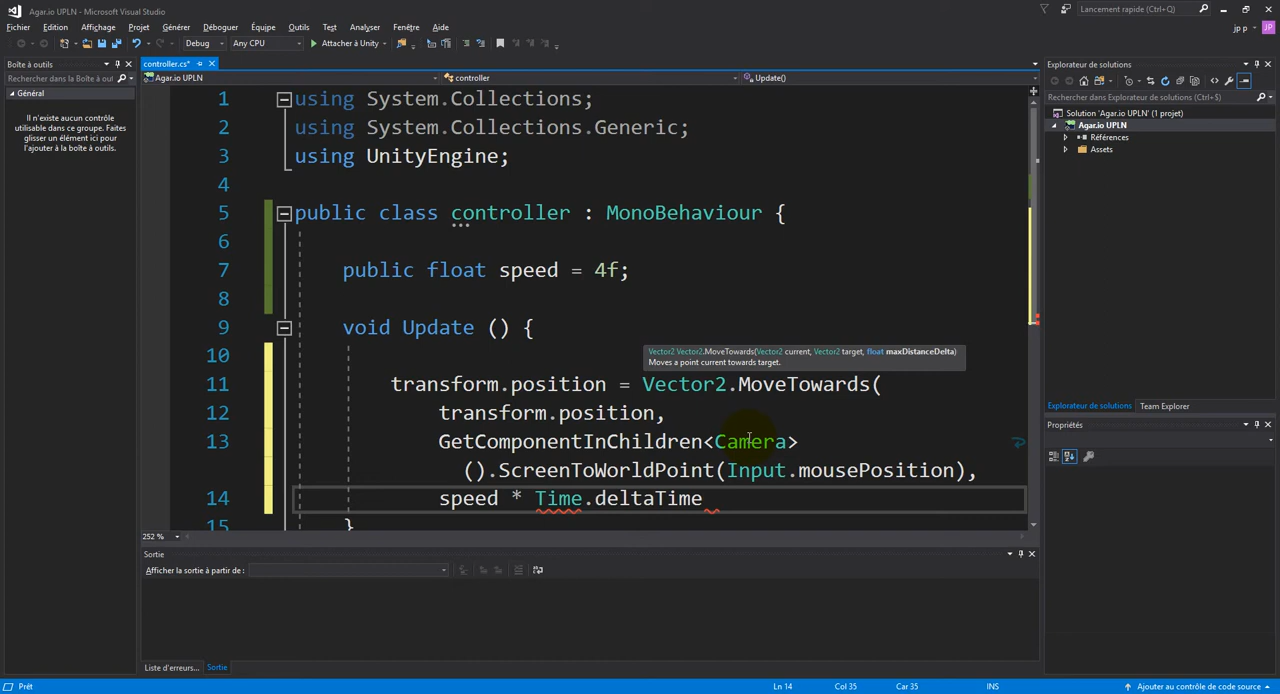 Agar.io UPLN - Microsoft Visual Studio
Lancement rapide (Ctrl+Q)
Fichier Edition Affichage Projet Générer Déboguer Équipe Outils Test Analyser Fenêtre Aide
jp p JP
Debug Any CPU Attacher à Unity
Boîte à outils
Rechercher dans la Boîte à out
Général
Il n'existe aucun contrôle
utilisable dans ce groupe. Faites
glisser un élément ici pour
l'ajouter à la boîte à outils.
controller.cs*
Agar.io UPLN controller Update()
1 using System.Collections;
2 using System.Collections.Generic;
3 using UnityEngine;
4
5 public class controller : MonoBehaviour {
6
7 public float speed = 4f;
8
9 void Update () {
10
Vector2 Vector2.MoveTowards(Vector2 current, Vector2 target, float maxDistanceDelta)
Moves a point current towards target.
11 transform.position = Vector2.MoveTowards(
12 transform.position,
13 GetComponentInChildren<Camera>
().ScreenToWorldPoint(Input.mousePosition),
14 speed * Time.deltaTime
15 }
252 %
Sortie
Afficher la sortie à partir de :
Liste d'erreurs... Sortie
Explorateur de solutions
Rechercher dans Explorateur de solutions (Ctrl+$)
Solution 'Agar.io UPLN' (1 projet)
Agar.io UPLN
Références
Assets
Explorateur de solutions Team Explorer
Propriétés
Prêt Ln 14 Col 35 Car 35 INS Ajouter au contrôle de code source